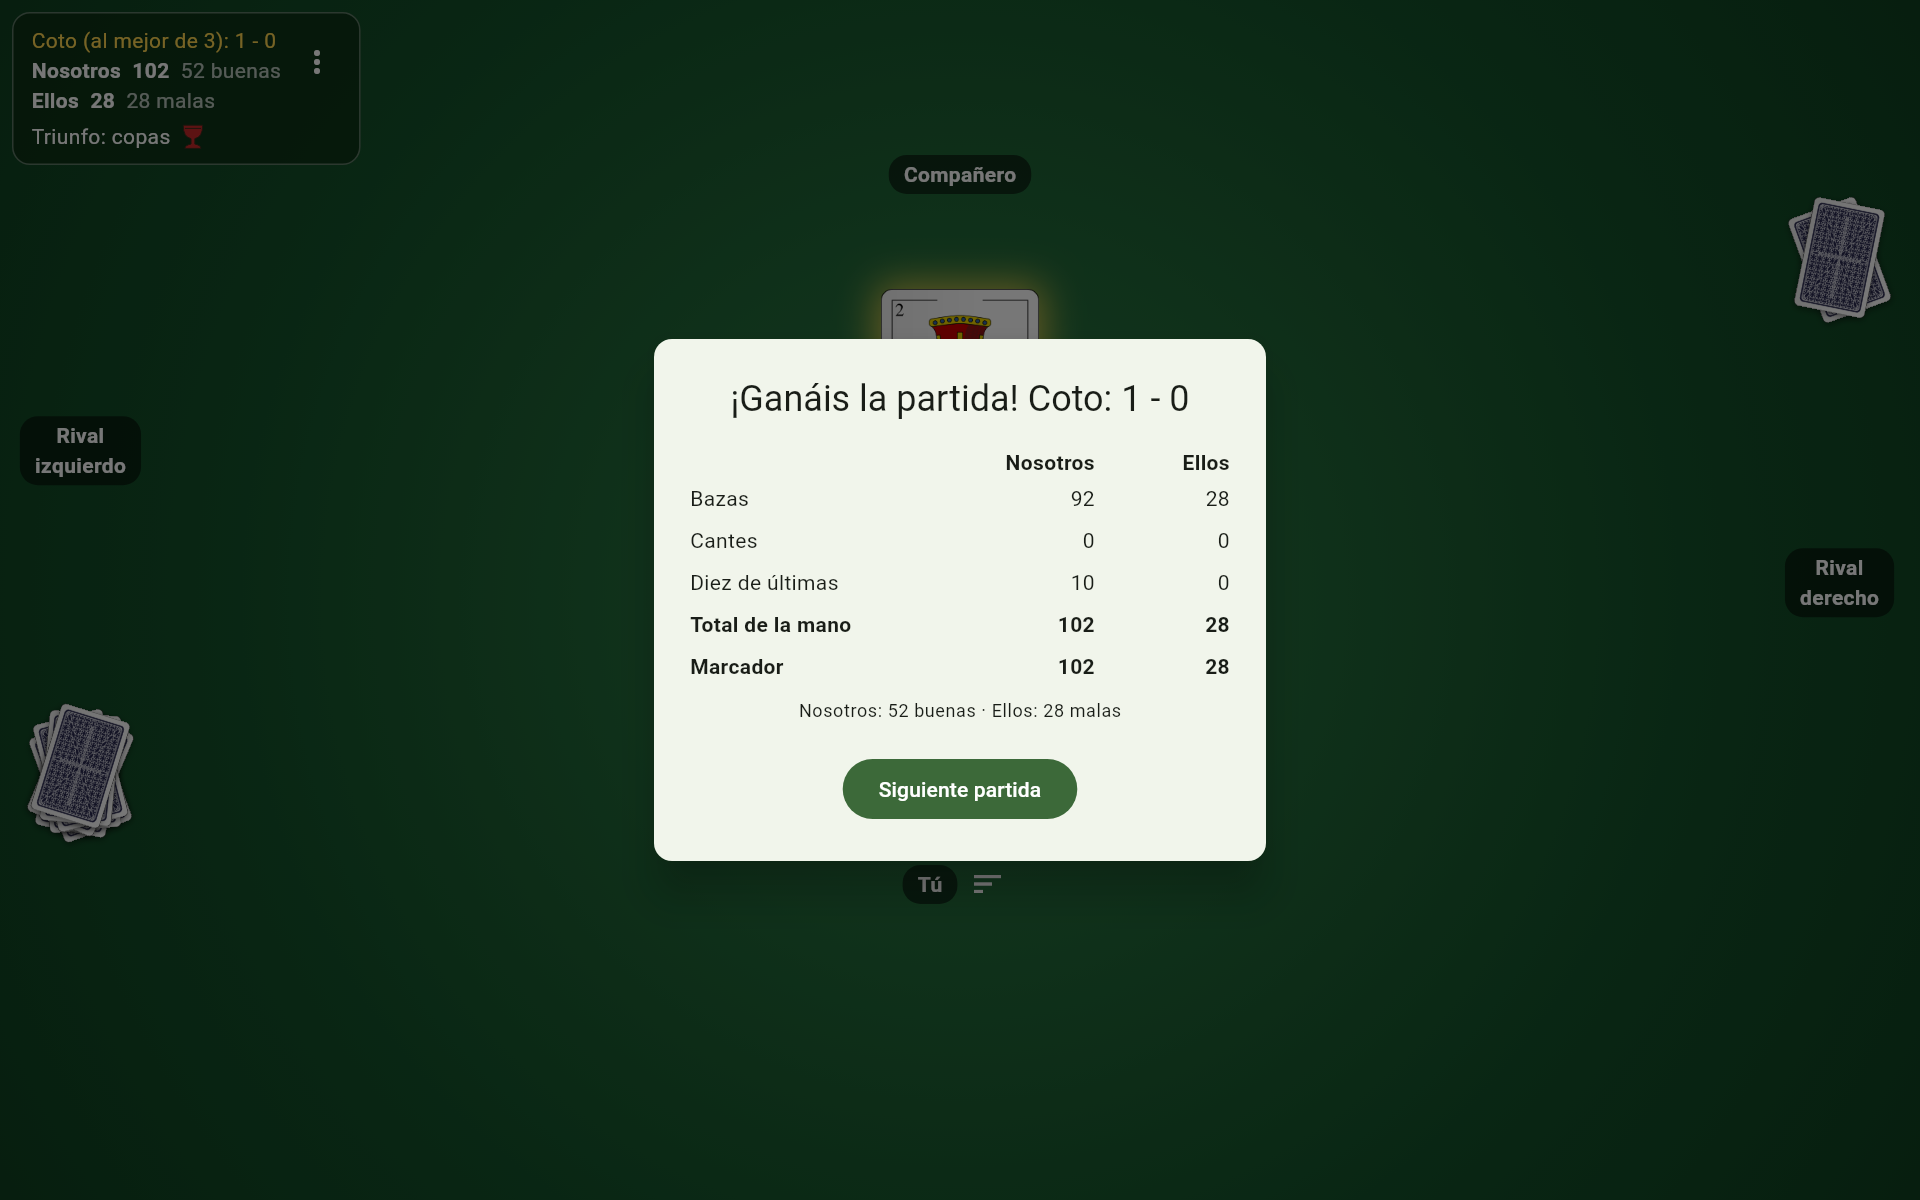 Coto (al mejor de 3): 1 - 0
Nosotros 102 52 buenas
Ellos 28 28 malas
Triunfo: copas
Compañero
2
Rival
izquierdo
¡Ganáis la partida! Coto: 1 - 0
Nosotros Ellos
Bazas 92 28
Cantes 0 0
Diez de últimas 10 0
Total de la mano 102 28
Marcador 102 28
Nosotros: 52 buenas · Ellos: 28 malas
Siguiente partida
Rival
derecho
Tú